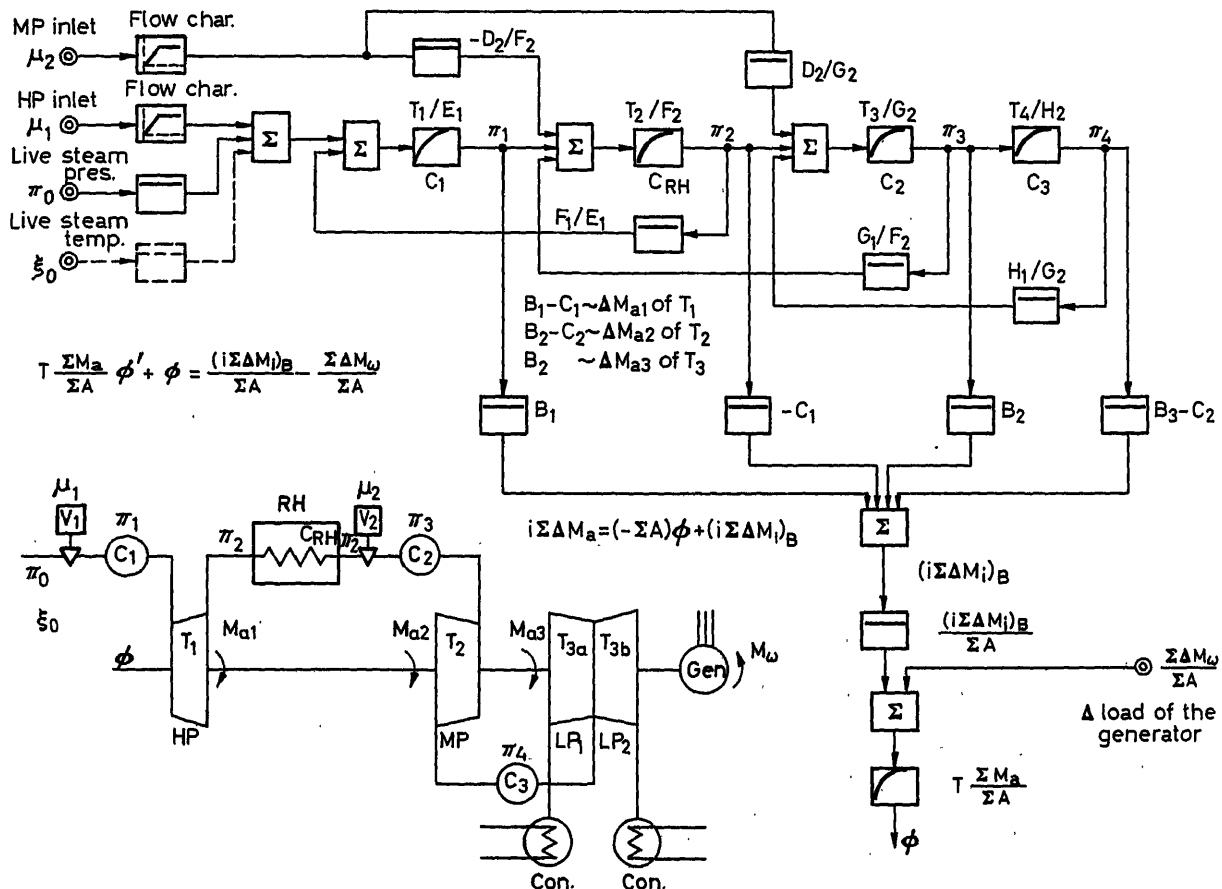 MP inlet
μ₂
Flow char.
-D₂/F₂
D₂/G₂
HP inlet
μ₁
Flow char.
Σ
Σ
T₁/E₁
C₁
π₁
Σ
T₂/F₂
C_RH
π₂
Σ
T₃/G₂
C₂
π₃
T₄/H₂
C₃
π₄
Live steam
pres.
π₀
Live steam
temp.
ξ₀
F₁/E₁
G₁/F₂
H₁/G₂
B₁-C₁~ΔMa1 of T₁
B₂-C₂~ΔMa2 of T₂
B₂ ~ΔMa3 of T₃
T ΣMa/ΣA ϕ' + ϕ = (iΣΔMi)B/ΣA - ΣΔMω/ΣA
B₁
-C₁
B₂
B₃-C₂
iΣΔMa=(-ΣA)ϕ+(iΣΔMi)B
Σ
(iΣΔMi)B
(iΣΔMi)B/ΣA
Σ
ΣΔMω/ΣA
Δ load of the
generator
T ΣMa/ΣA
ϕ
μ₁
V₁
π₁
C₁
π₀
ξ₀
RH
C_RH
π₂
π₂
μ₂
V₂
π₃
C₂
ϕ
T₁
HP
Ma1
Ma2
T₂
MP
Ma3
T3a
T3b
LP₁
LP₂
Gen
Mω
π₄
C₃
Con.
Con.